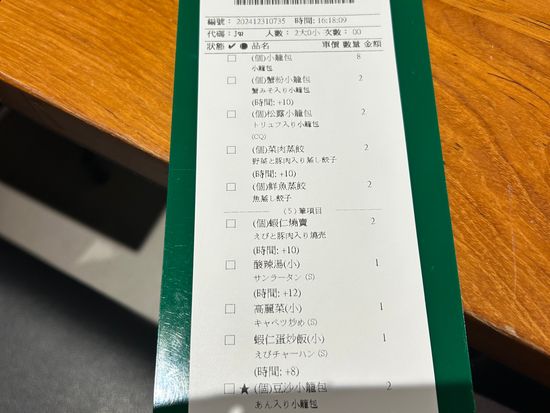 編號: 202412310735 時間: 16:18:09
人數: 2大0小 次數: 00
狀態 ✔ ● 品名 單價 數量 金額
□ (個)小籠包 8
小籠包
□ (個)蟹粉小籠包 2
蟹みそ入り小籠包
(時間: +10)
□ (個)松露小籠包 2
トリュフ入り小籠包
(CQ)
□ (個)菜肉蒸餃 2
野菜と豚肉入り蒸し餃子
(時間: +10)
□ (個)鮮魚蒸餃 2
魚蒸し餃子
(5)筆項目
□ (個)蝦仁燒賣 2
えびと豚肉入り焼売
(時間: +10)
□ 酸辣湯(小) 1
サンラータン(S)
(時間: +12)
□ 高麗菜(小) 1
キャベツ炒め(S)
□ 蝦仁蛋炒飯(小) 1
えびチャーハン(S)
(時間: +8)
□ ★ (個)豆沙小籠包 2
あん入り小籠包